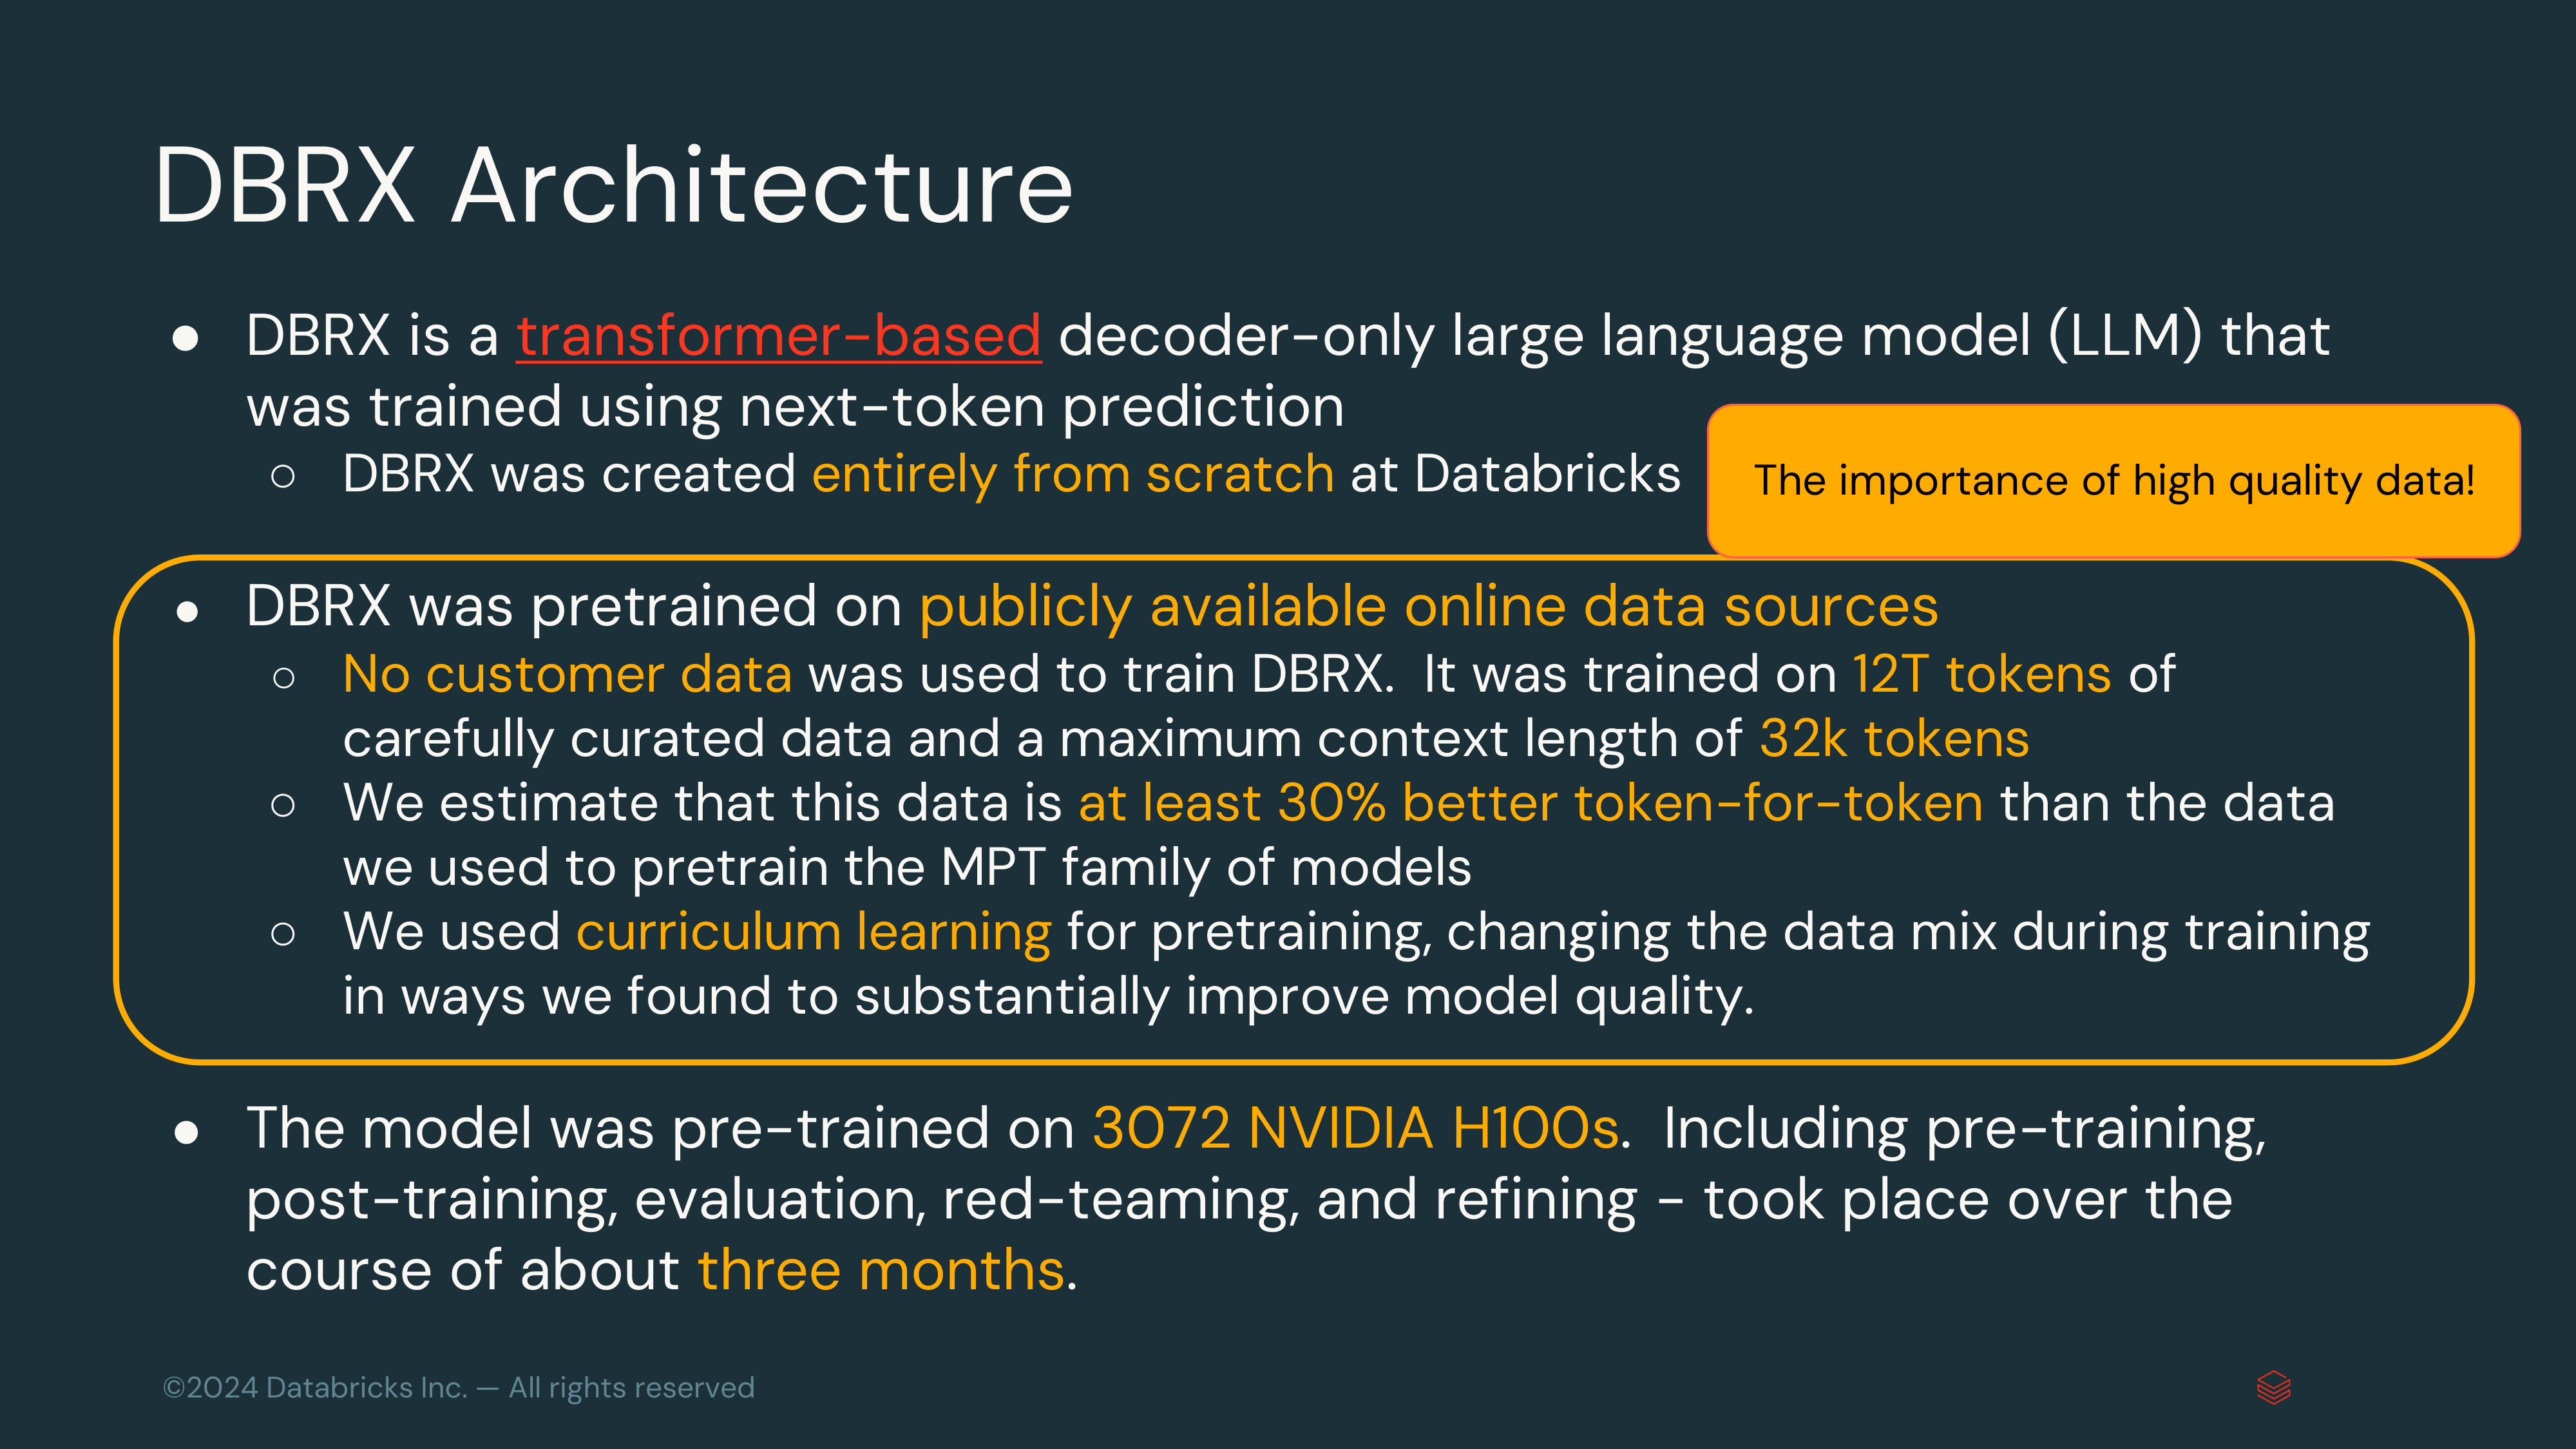 DBRX Architecture
● DBRX is a transformer-based decoder-only large language model (LLM) that
was trained using next-token prediction
○ DBRX was created entirely from scratch at Databricks
The importance of high quality data!
● DBRX was pretrained on publicly available online data sources
○ No customer data was used to train DBRX.  It was trained on 12T tokens of
carefully curated data and a maximum context length of 32k tokens
○ We estimate that this data is at least 30% better token-for-token than the data
we used to pretrain the MPT family of models
○ We used curriculum learning for pretraining, changing the data mix during training
in ways we found to substantially improve model quality.
● The model was pre-trained on 3072 NVIDIA H100s.  Including pre-training,
post-training, evaluation, red-teaming, and refining - took place over the
course of about three months.
©2024 Databricks Inc. — All rights reserved